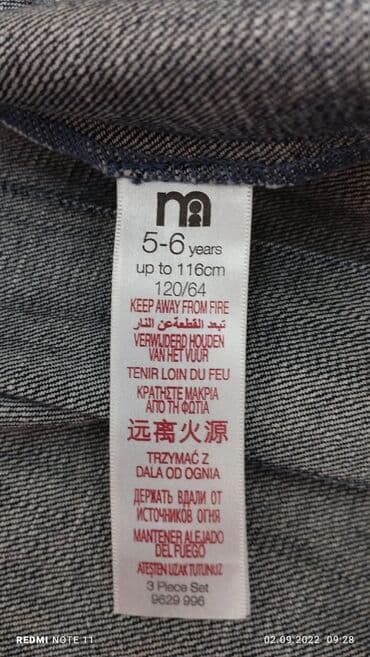 m
5-6 years
up to 116cm
120/64
KEEP AWAY FROM FIRE
تبعد القطعة عن النار
VERWIJDERD HOUDEN
VAN HET VUUR
TENIR LOIN DU FEU
ΚΡΑΤΗΣΤΕ ΜΑΚΡΙΑ
ΑΠΟ ΤΗ ΦΩΤΙΑ
远离火源
TRZYMAĆ Z
DALA OD OGNIA
ДЕРЖАТЬ ВДАЛИ ОТ
ИСТОЧНИКОВ ОГНЯ
MANTENER ALEJADO
DEL FUEGO
ATEŞTEN UZAK TUTUNUZ
3 Piece Set
9629 996
REDMI NOTE 11
02.09.2022 09:28